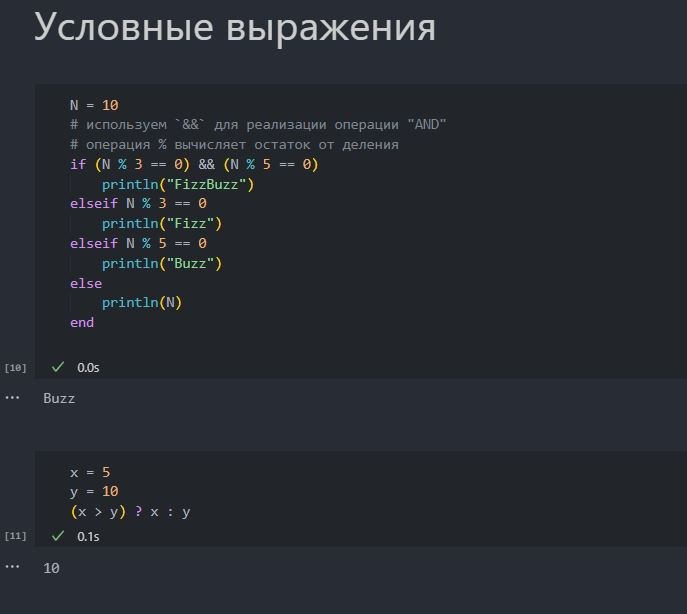 Условные выражения
N = 10
# используем `&&` для реализации операции "AND"
# операция % вычисляет остаток от деления
if (N % 3 == 0) && (N % 5 == 0)
    println("FizzBuzz")
elseif N % 3 == 0
    println("Fizz")
elseif N % 5 == 0
    println("Buzz")
else
    println(N)
end
[10] ✓ 0.0s
... Buzz
x = 5
y = 10
(x > y) ? x : y
[11] ✓ 0.1s
... 10